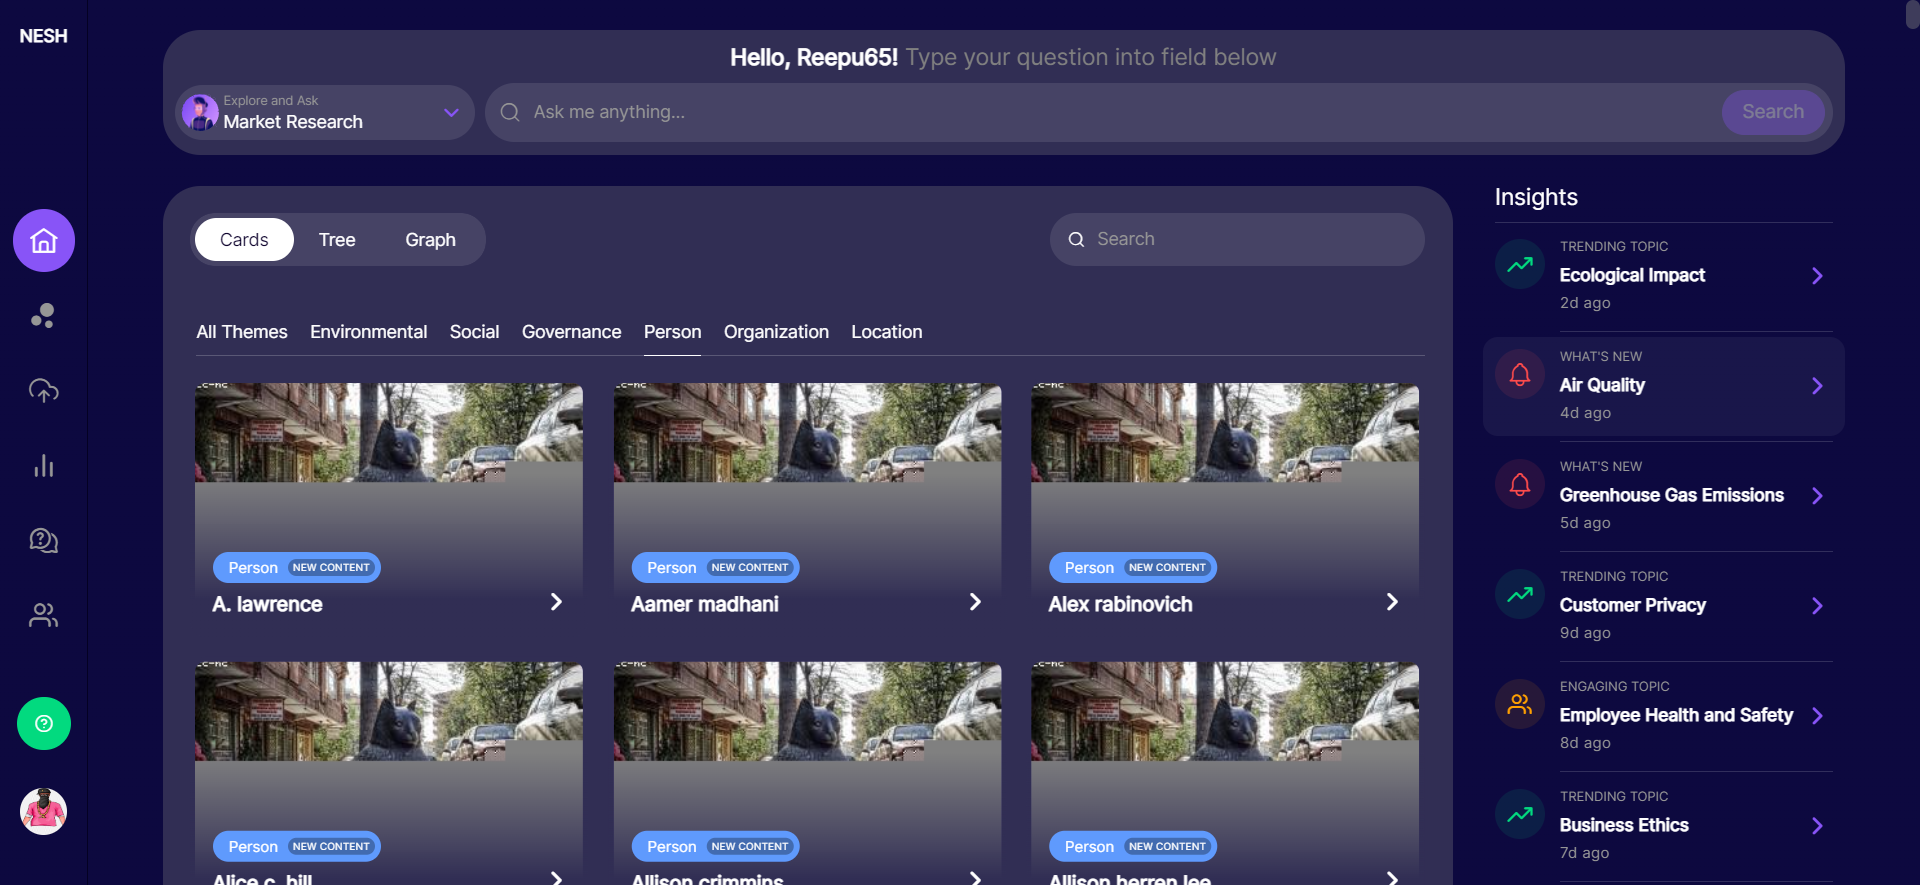 NESH
Hello, Reepu65! Type your question into field below
Explore and Ask
Market Research
Ask me anything...
Search
Cards
Tree
Graph
Search
All Themes
Environmental
Social
Governance
Person
Organization
Location
Person
NEW CONTENT
A. lawrence
Person
NEW CONTENT
Aamer madhani
Person
NEW CONTENT
Alex rabinovich
Person
NEW CONTENT
Alice c. hill
Person
NEW CONTENT
Allison crimmins
Person
NEW CONTENT
Allison herren lee
Insights
TRENDING TOPIC
Ecological Impact
2d ago
WHAT'S NEW
Air Quality
4d ago
WHAT'S NEW
Greenhouse Gas Emissions
5d ago
TRENDING TOPIC
Customer Privacy
9d ago
ENGAGING TOPIC
Employee Health and Safety
8d ago
TRENDING TOPIC
Business Ethics
7d ago